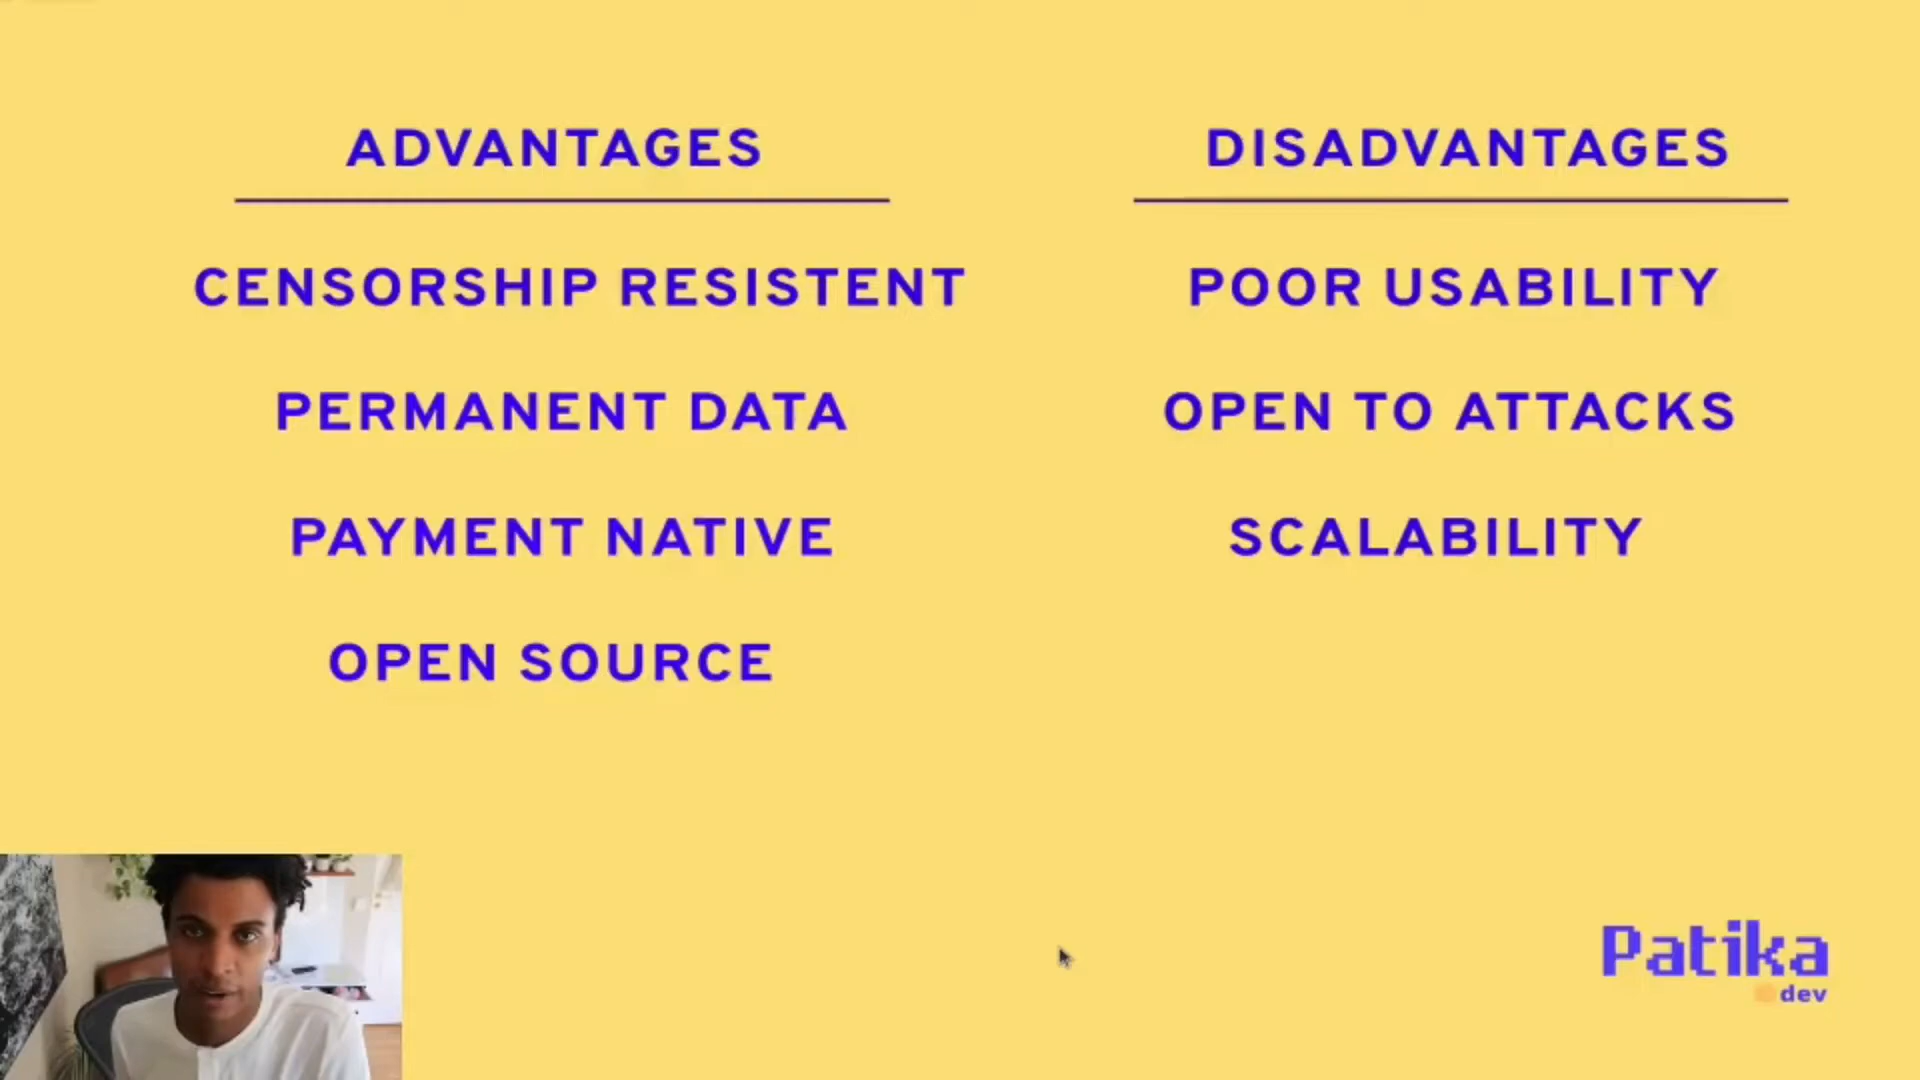 ADVANTAGES
CENSORSHIP RESISTENT
PERMANENT DATA
PAYMENT NATIVE
OPEN SOURCE
DISADVANTAGES
POOR USABILITY
OPEN TO ATTACKS
SCALABILITY
Patika
dev